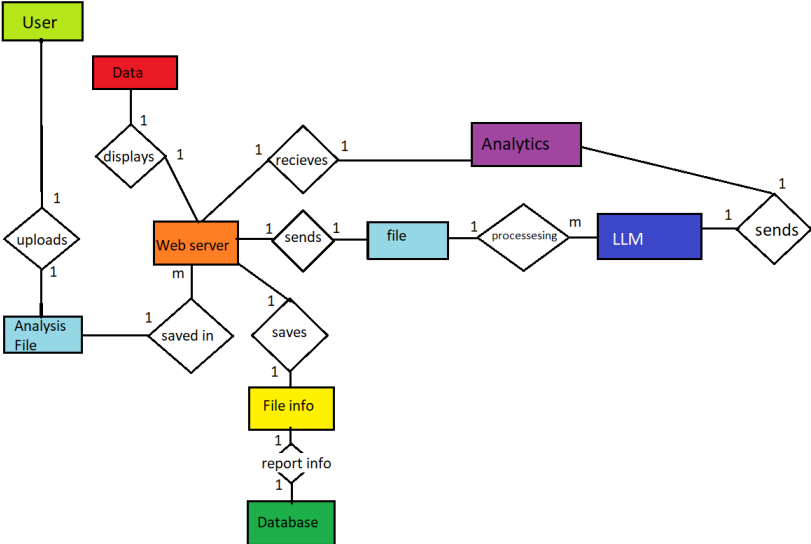 User
Data
1
displays
1
1
recieves
1
Analytics
1
1
uploads
1
Web server
1
sends
1
file
1
processesing
m
LLM
1
sends
m
Analysis
File
1
saved in
1
saves
1
File info
1
report info
1
Database